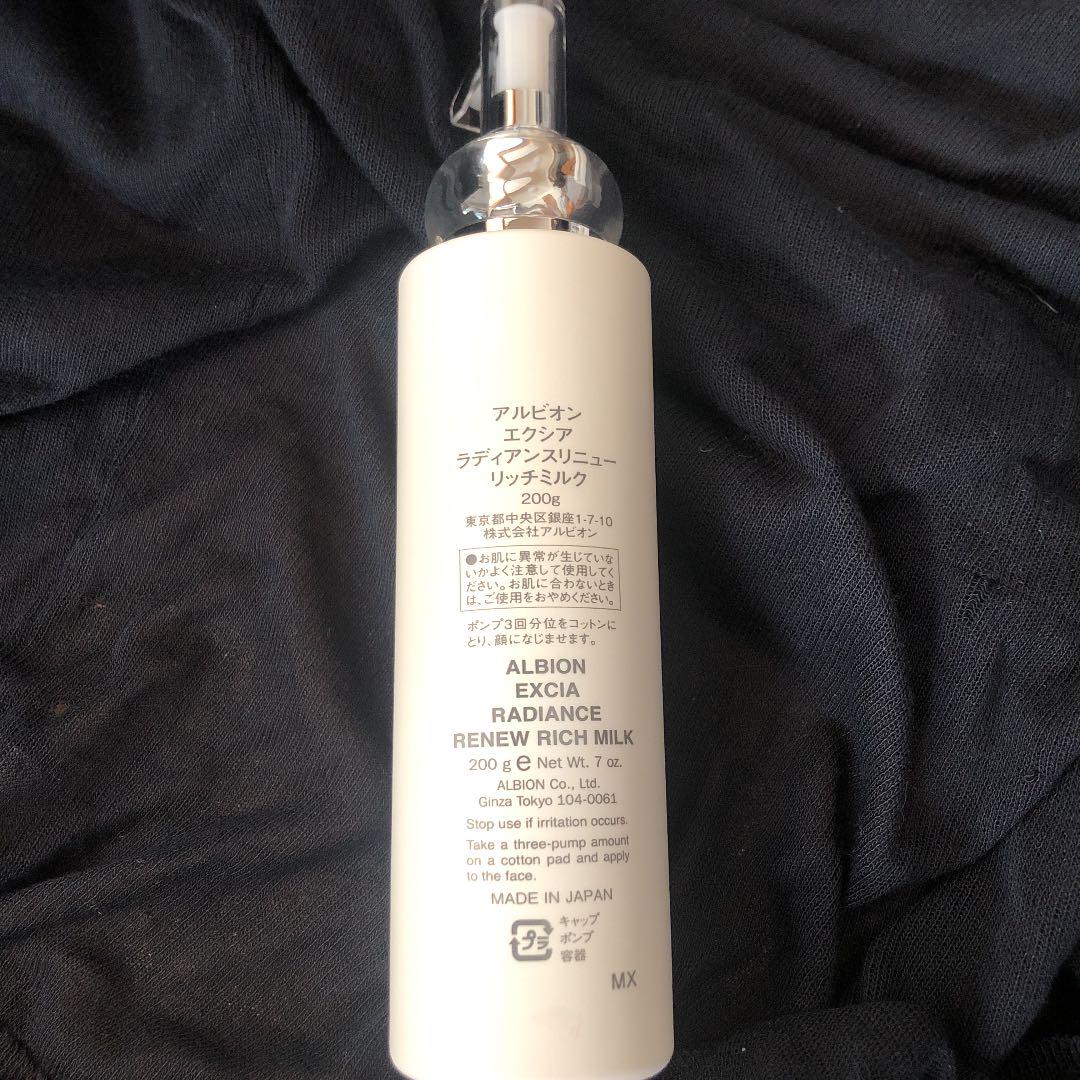 アルビオン
エクシア
ラディアンスリニュー
リッチミルク
200g
東京都中央区銀座1-7-10
株式会社アルビオン
●お肌に異常が生じていな
いかよく注意して使用してく
ださい。お肌に合わないとき
は、ご使用をおやめください。
ポンプ3回分位をコットンに
とり、顔になじませます。
ALBION
EXCIA
RADIANCE
RENEW RICH MILK
200 g e Net Wt. 7 oz.
ALBION Co., Ltd.
Ginza Tokyo 104-0061
Stop use if irritation occurs.
Take a three-pump amount
on a cotton pad and apply
to the face.
MADE IN JAPAN
プラ
キャップ
ポンプ
容器
MX